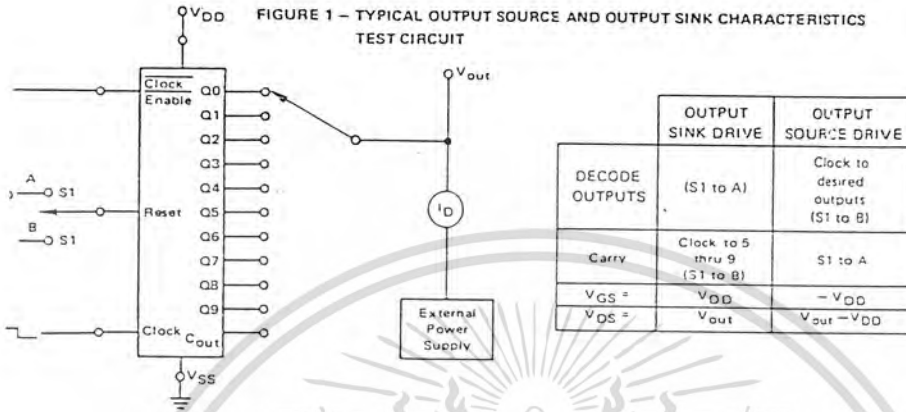 FIGURE 1 – TYPICAL OUTPUT SOURCE AND OUTPUT SINK CHARACTERISTICS
TEST CIRCUIT
VDD
Clock
Enable
Q0
Q1
Q2
Q3
Q4
Q5
Q6
Q7
Q8
Q9
Cout
A
S1
Reset
B
S1
Clock
VSS
Vout
ID
External
Power
Supply
OUTPUT SINK DRIVE
OUTPUT SOURCE DRIVE
DECODE OUTPUTS
(S1 to A)
Clock to desired outputs (S1 to B)
Carry
Clock to 5 thru 9 (S1 to B)
S1 to A
VGS = VDD – VDD
VDS = Vout Vout – VDD